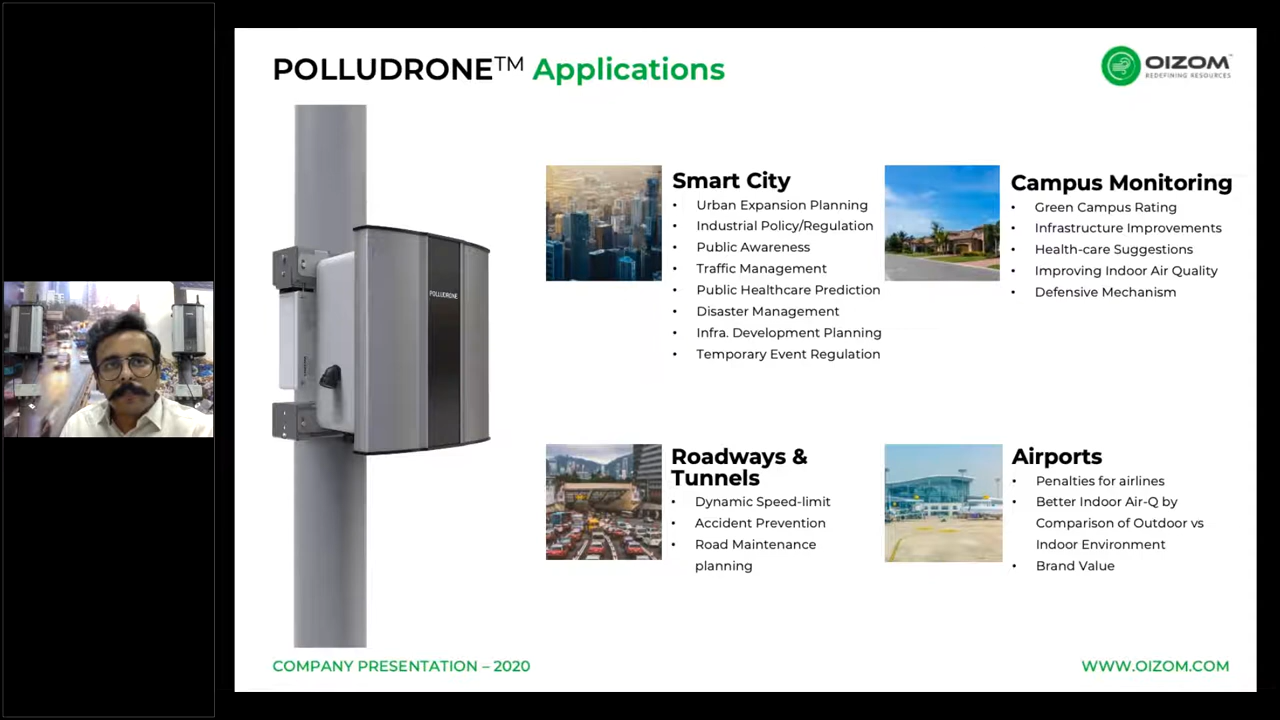 POLLUDRONE™ Applications
OIZOM™
REDEFINING RESOURCES
POLLUDRONE
Smart City
• Urban Expansion Planning
• Industrial Policy/Regulation
• Public Awareness
• Traffic Management
• Public Healthcare Prediction
• Disaster Management
• Infra. Development Planning
• Temporary Event Regulation
Campus Monitoring
• Green Campus Rating
• Infrastructure Improvements
• Health-care Suggestions
• Improving Indoor Air Quality
• Defensive Mechanism
Roadways &
Tunnels
• Dynamic Speed-limit
• Accident Prevention
• Road Maintenance
planning
Airports
• Penalties for airlines
• Better Indoor Air-Q by
Comparison of Outdoor vs
Indoor Environment
• Brand Value
COMPANY PRESENTATION – 2020
WWW.OIZOM.COM